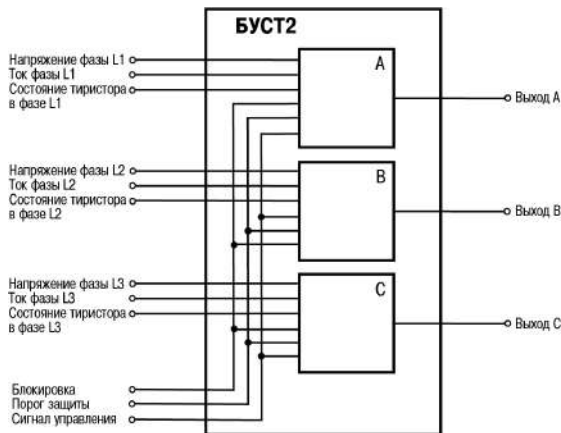 БУСТ2
Напряжение фазы L1
Ток фазы L1
Состояние тиристора
в фазе L1
A
Выход A
Напряжение фазы L2
Ток фазы L2
Состояние тиристора
в фазе L2
B
Выход B
Напряжение фазы L3
Ток фазы L3
Состояние тиристора
в фазе L3
C
Выход C
Блокировка
Порог защиты
Сигнал управления